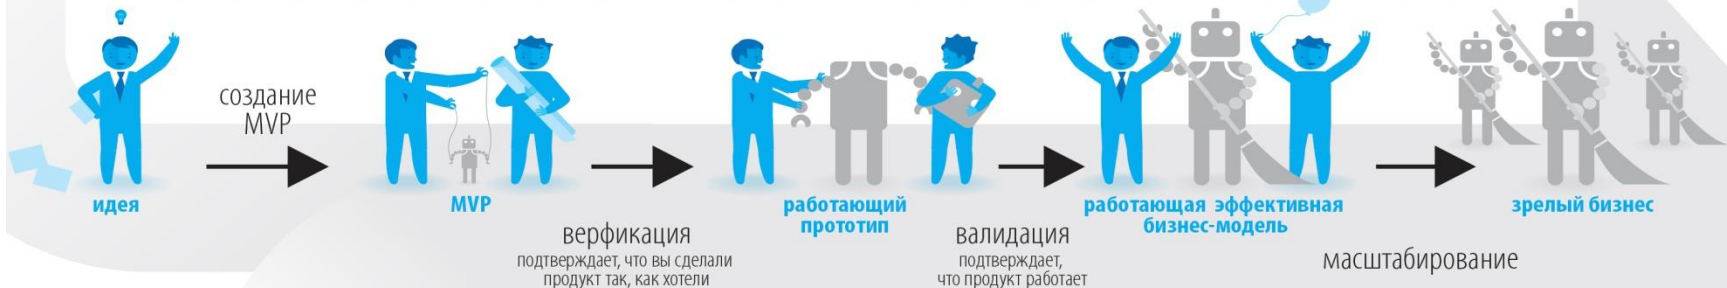 создание
MVP
идея
MVP
верфикация
подтверждает, что вы сделали
продукт так, как хотели
работающий
прототип
валидация
подтверждает,
что продукт работает
работающая эффективная
бизнес-модель
масштабирование
зрелый бизнес